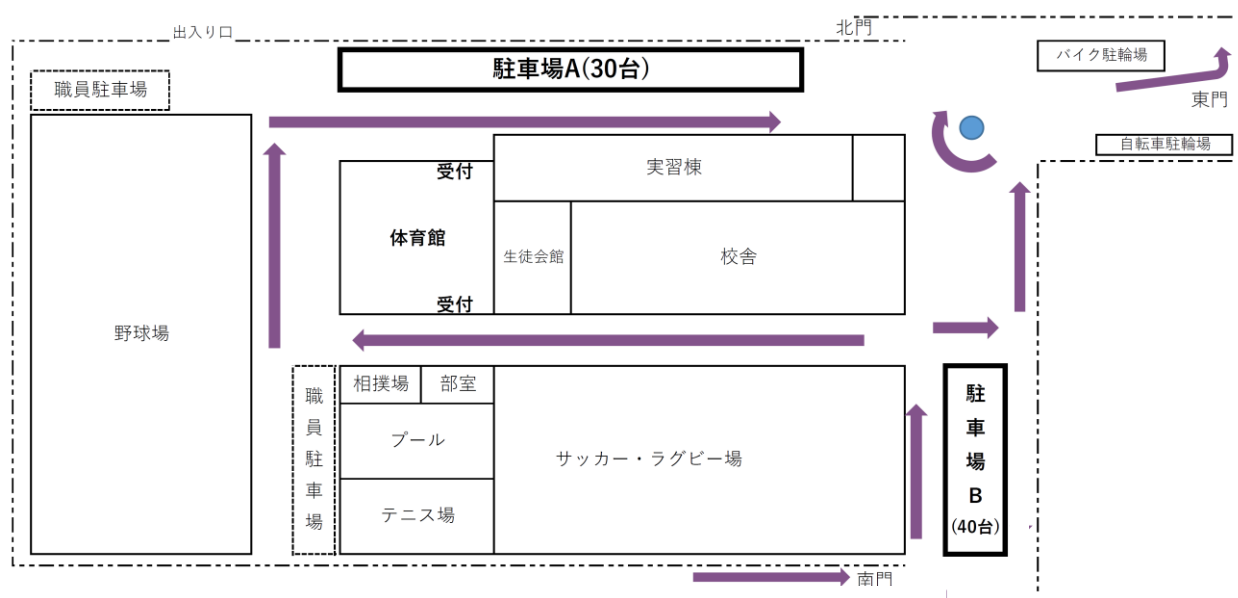 出入り口
北門
駐車場A(30台)
バイク駐輪場
職員駐車場
東門
自転車駐輪場
受付
実習棟
体育館
生徒会館
校舎
受付
野球場
相撲場
部室
職員駐車場
プール
サッカー・ラグビー場
テニス場
駐車場B
(40台)
南門